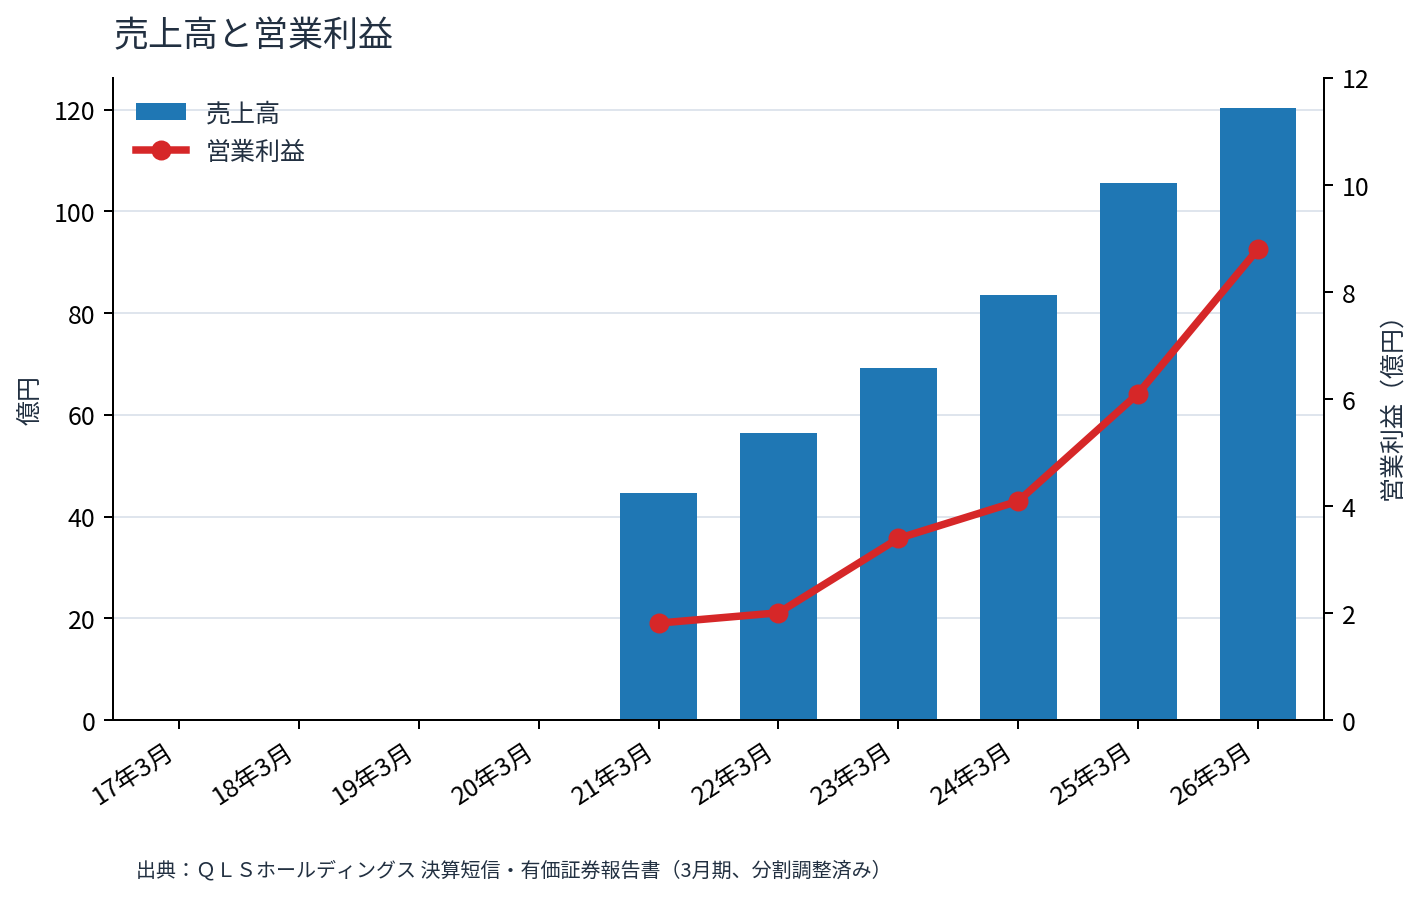 売上高と営業利益
売上高
営業利益
億円
120
100
80
60
40
20
0
12
10
8
6
4
2
0
営業利益（億円）
17年3月
18年3月
19年3月
20年3月
21年3月
22年3月
23年3月
24年3月
25年3月
26年3月
出典：ＱＬＳホールディングス 決算短信・有価証券報告書（3月期、分割調整済み）